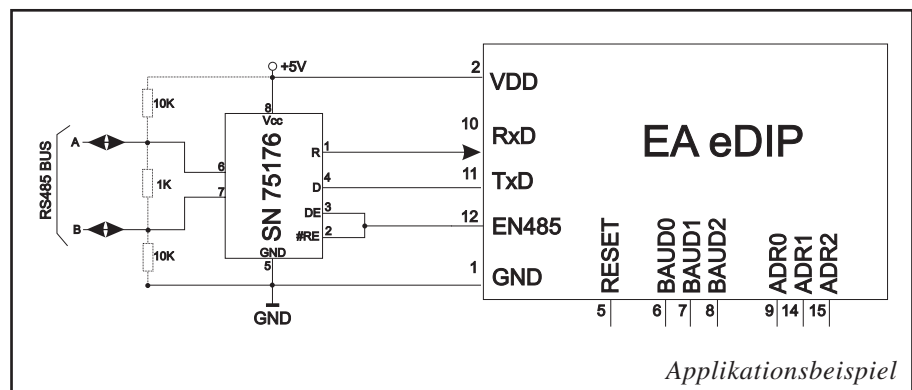 +5V
2
VDD
10K
8
Vcc
10
RxD
EA eDIP
RS485 BUS
A
6
R
1
1K
SN 75176
D
4
11
TxD
7
DE
3
12
EN485
B
#RE
2
10K
GND
5
1
GND
GND
RESET
BAUD0
BAUD1
BAUD2
ADR0
ADR1
ADR2
5
6
7
8
9
14
15
Applikationsbeispiel